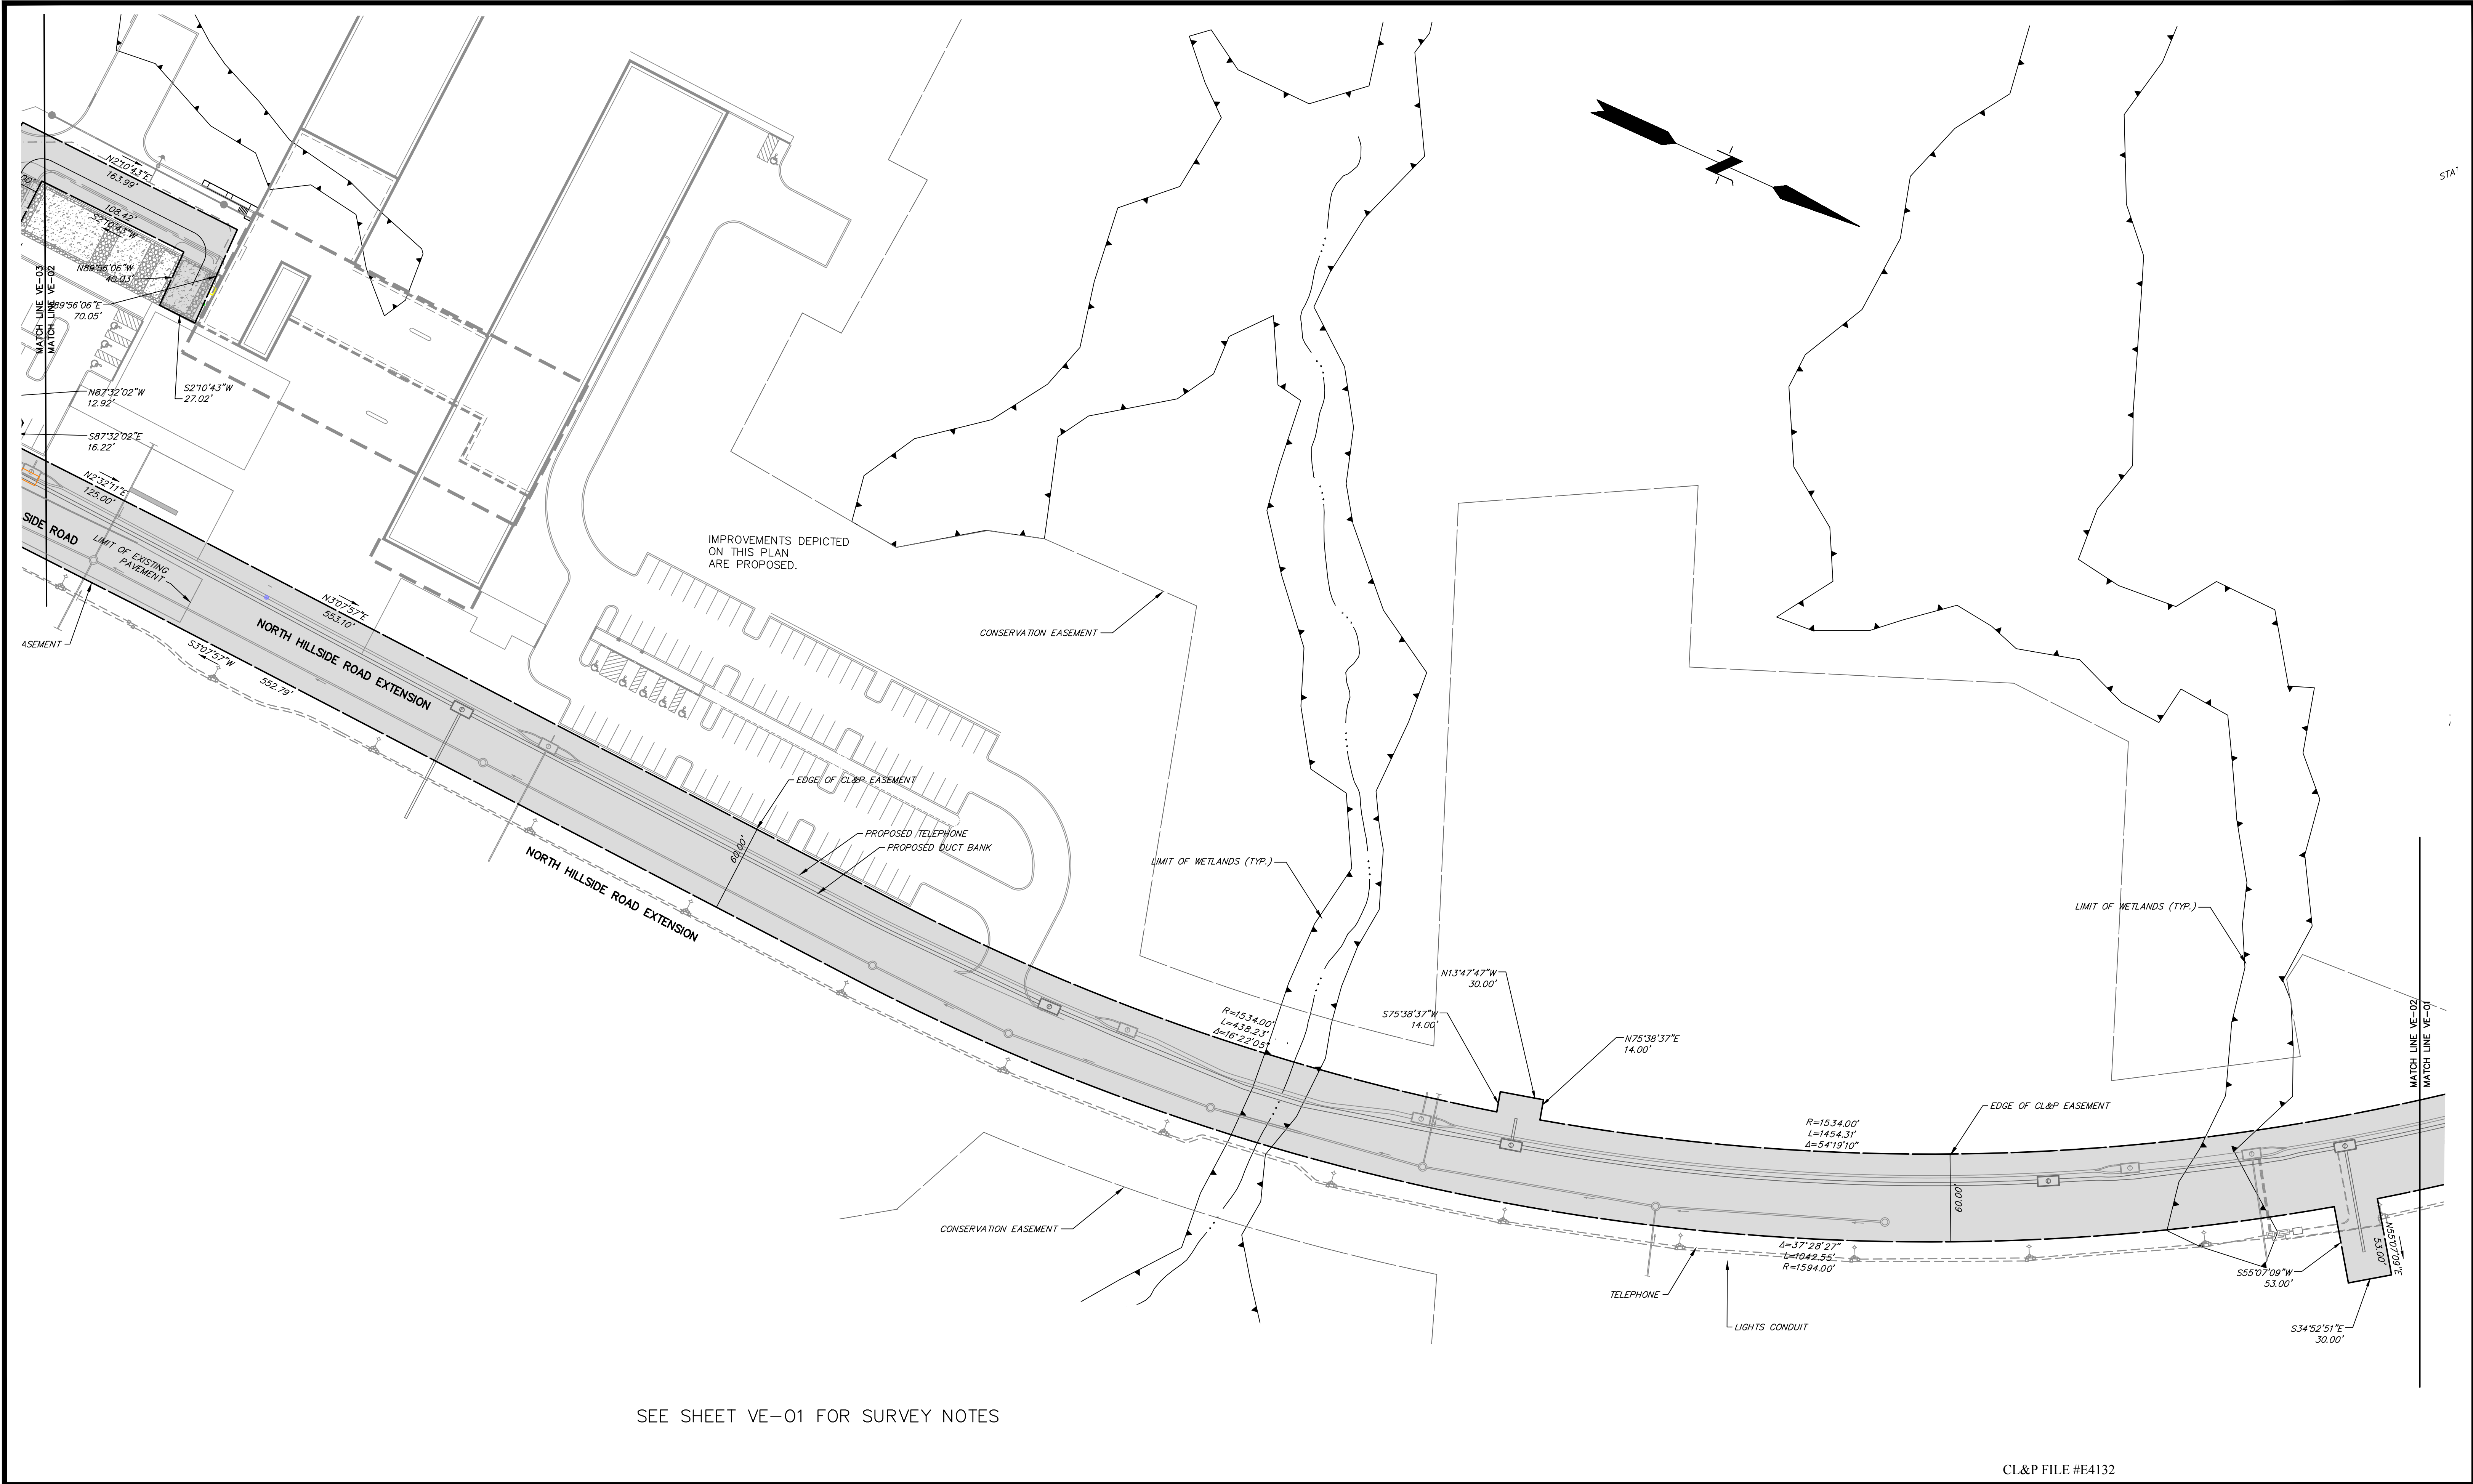 N2°10'43"E
163.99'
00'
108.42'
S2°10'43"W
N89°56'06"W
40.03'
89°56'06"E
70.05'
MATCH LINE VE-03
MATCH LINE VE-02
N87°32'02"W
12.92'
S2°10'43"W
27.02'
S87°32'02"E
16.22'
N2°32'11"E
125.00'
SIDE ROAD
LIMIT OF EXISTING
PAVEMENT
ASEMENT
N3°07'57"E
553.10'
NORTH HILLSIDE ROAD EXTENSION
S3°07'57"W
552.79'
IMPROVEMENTS DEPICTED
ON THIS PLAN
ARE PROPOSED.
CONSERVATION EASEMENT
EDGE OF CL&P EASEMENT
60.00'
PROPOSED TELEPHONE
PROPOSED DUCT BANK
NORTH HILLSIDE ROAD EXTENSION
LIMIT OF WETLANDS (TYP.)
R=1534.00'
L=438.23'
Δ=16°22'05"
N13°47'47"W
30.00'
S75°38'37"W
14.00'
N75°38'37"E
14.00'
LIMIT OF WETLANDS (TYP.)
EDGE OF CL&P EASEMENT
R=1534.00'
L=1454.31'
Δ=54°19'10"
60.00'
CONSERVATION EASEMENT
Δ=37°28'27"
L=1042.55'
R=1594.00'
TELEPHONE
LIGHTS CONDUIT
MATCH LINE VE-02
MATCH LINE VE-01
N55°07'09"E
53.00'
S55°07'09"W
53.00'
S34°52'51"E
30.00'
STAT
SEE SHEET VE-01 FOR SURVEY NOTES
CL&P FILE #E4132